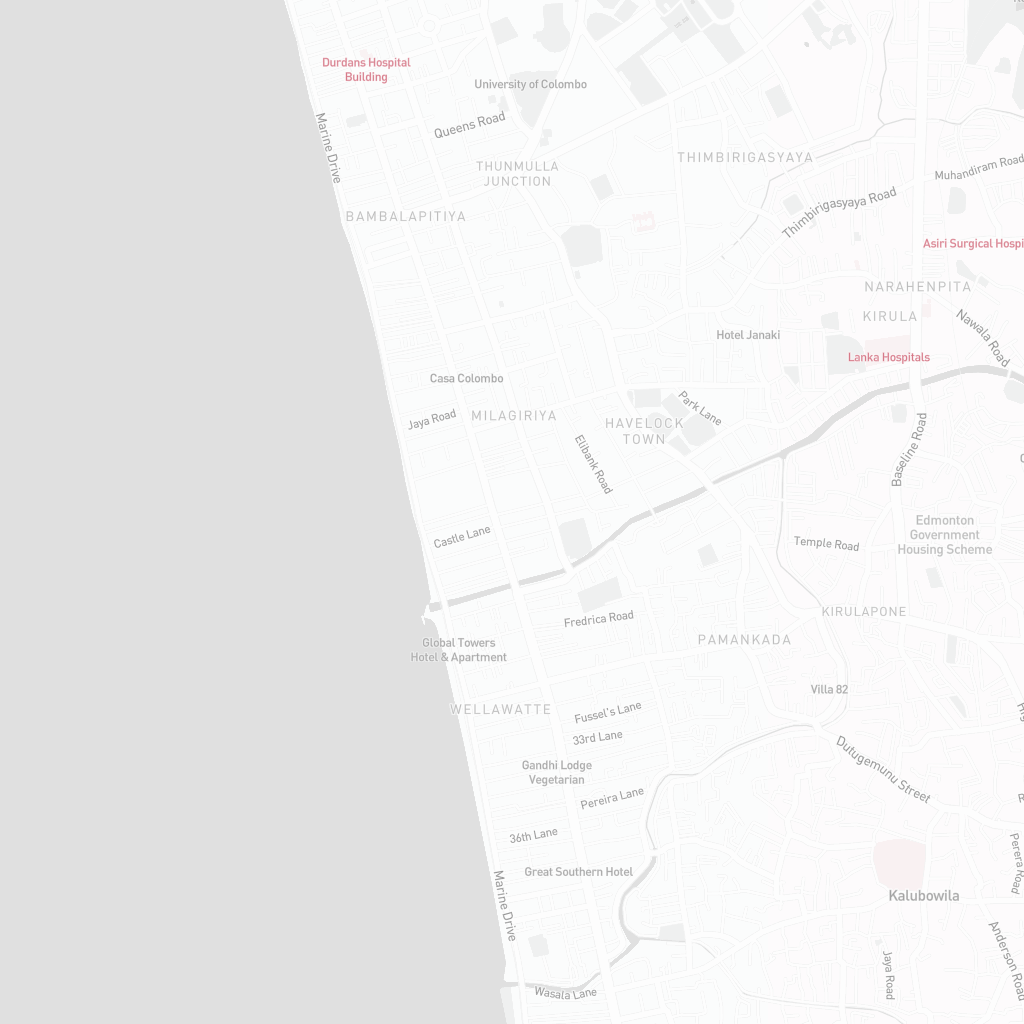 Durdans Hospital
Building
University of Colombo
Queens Road
Marine Drive
THUNMULLA
JUNCTION
THIMBIRIGASYAYA
Muhandiram Road
Thimbirigasyaya Road
BAMBALAPITIYA
Asiri Surgical Hospi
NARAHENPITA
KIRULA
Nawala Road
Hotel Janaki
Lanka Hospitals
Casa Colombo
Jaya Road
MILAGIRIYA
Park Lane
HAVELOCK
TOWN
Elibank Road
Baseline Road
Castle Lane
Edmonton
Government
Housing Scheme
Temple Road
KIRULAPONE
Fredrica Road
PAMANKADA
Global Towers
Hotel & Apartment
Villa 82
WELLAWATTE
Fussel's Lane
33rd Lane
Dutugemunu Street
Gandhi Lodge
Vegetarian
Pereira Lane
36th Lane
Perera Road
Great Southern Hotel
Marine Drive
Kalubowila
Anderson Road
Jaya Road
Wasala Lane